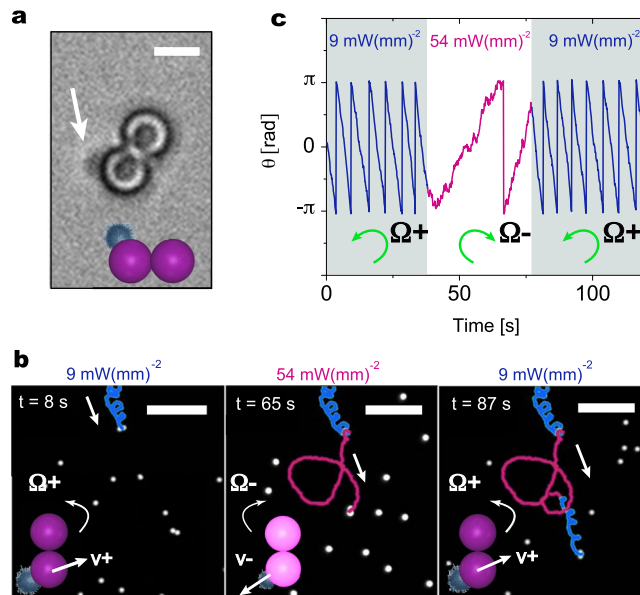 a
c
9 mW(mm)⁻²
54 mW(mm)⁻²
9 mW(mm)⁻²
π
0
-π
θ [rad]
Ω+
Ω-
Ω+
0
50
100
Time [s]
b
9 mW(mm)⁻²
54 mW(mm)⁻²
9 mW(mm)⁻²
t = 8 s
t = 65 s
t = 87 s
Ω+
Ω-
Ω+
v+
v-
v+